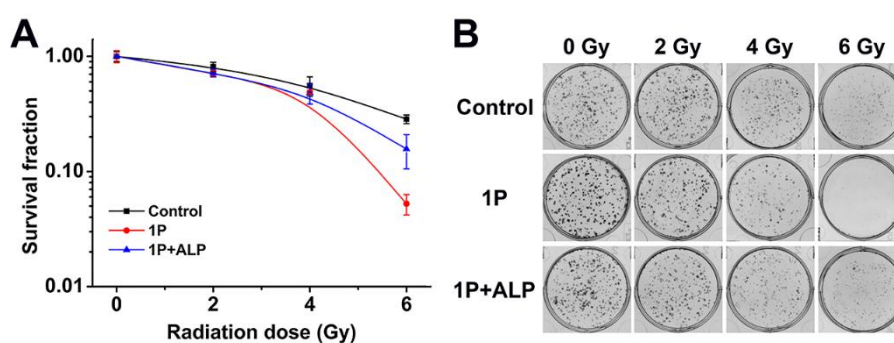 A
Survival fraction
1.00
0.10
0.01
Control
1P
1P+ALP
0 2 4 6
Radiation dose (Gy)
B
0 Gy 2 Gy 4 Gy 6 Gy
Control
1P
1P+ALP